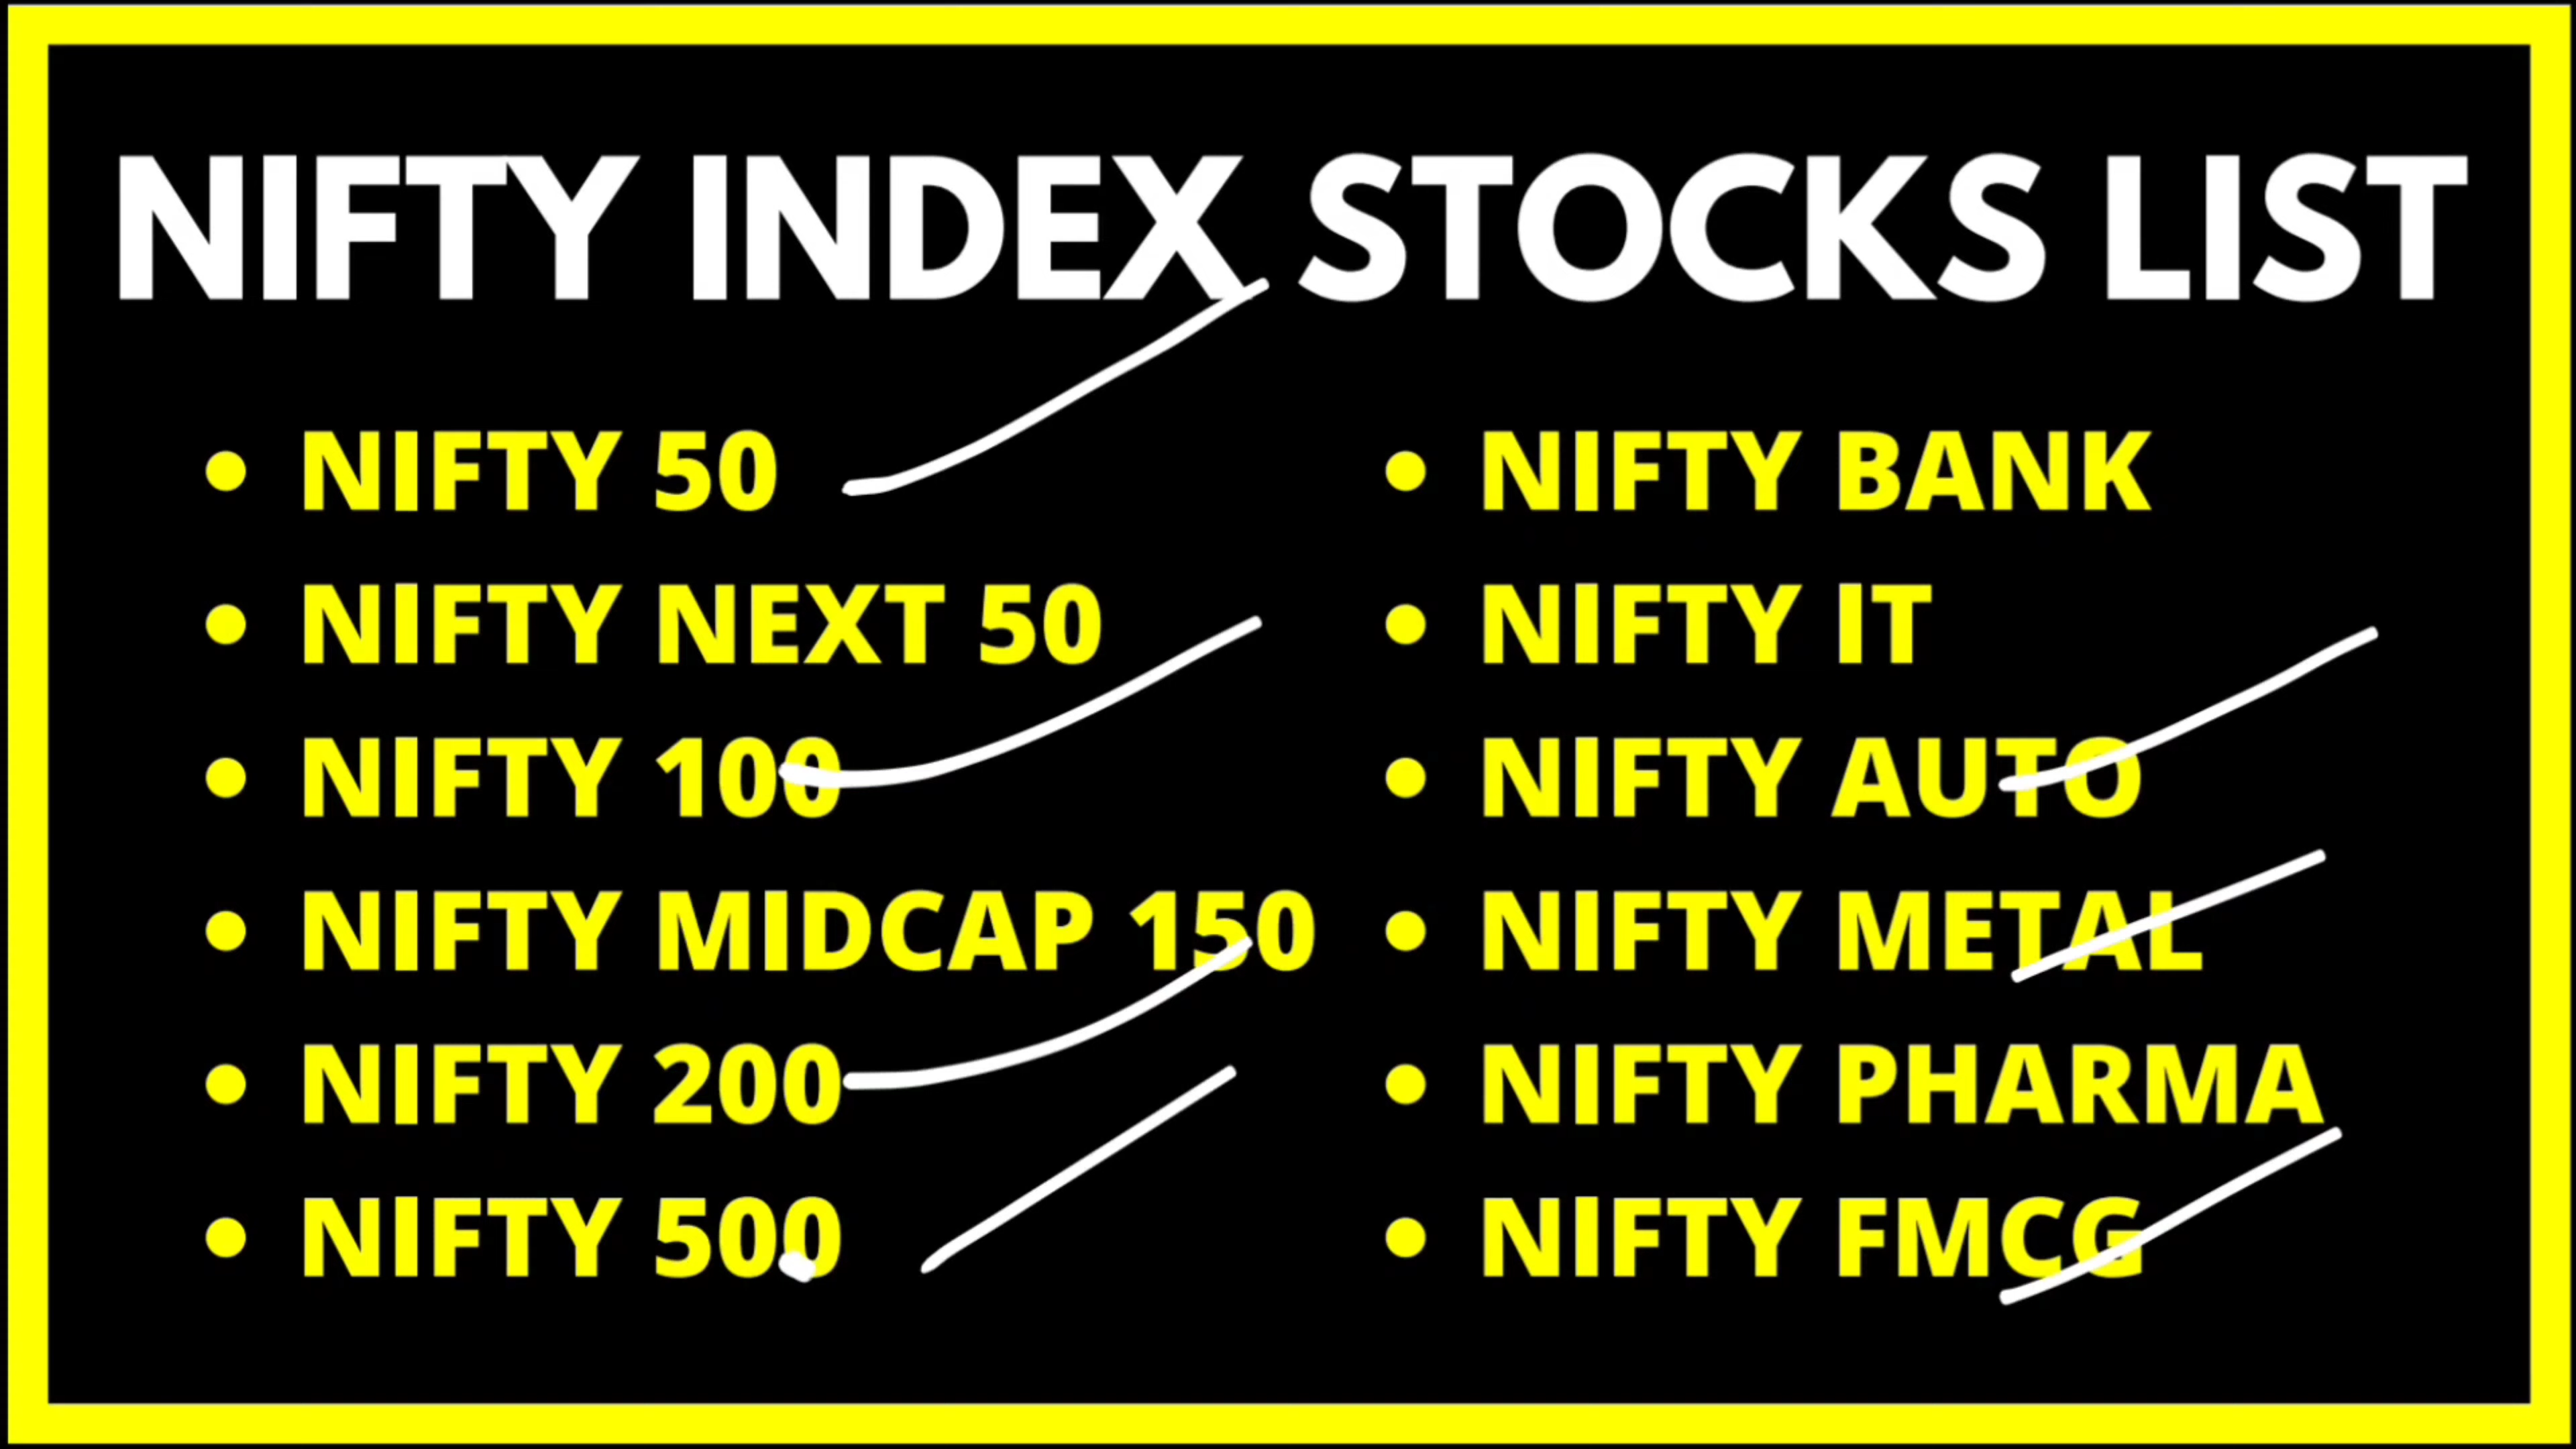 NIFTY INDEX STOCKS LIST
• NIFTY 50
• NIFTY NEXT 50
• NIFTY 100
• NIFTY MIDCAP 150
• NIFTY 200
• NIFTY 500
• NIFTY BANK
• NIFTY IT
• NIFTY AUTO
• NIFTY METAL
• NIFTY PHARMA
• NIFTY FMCG